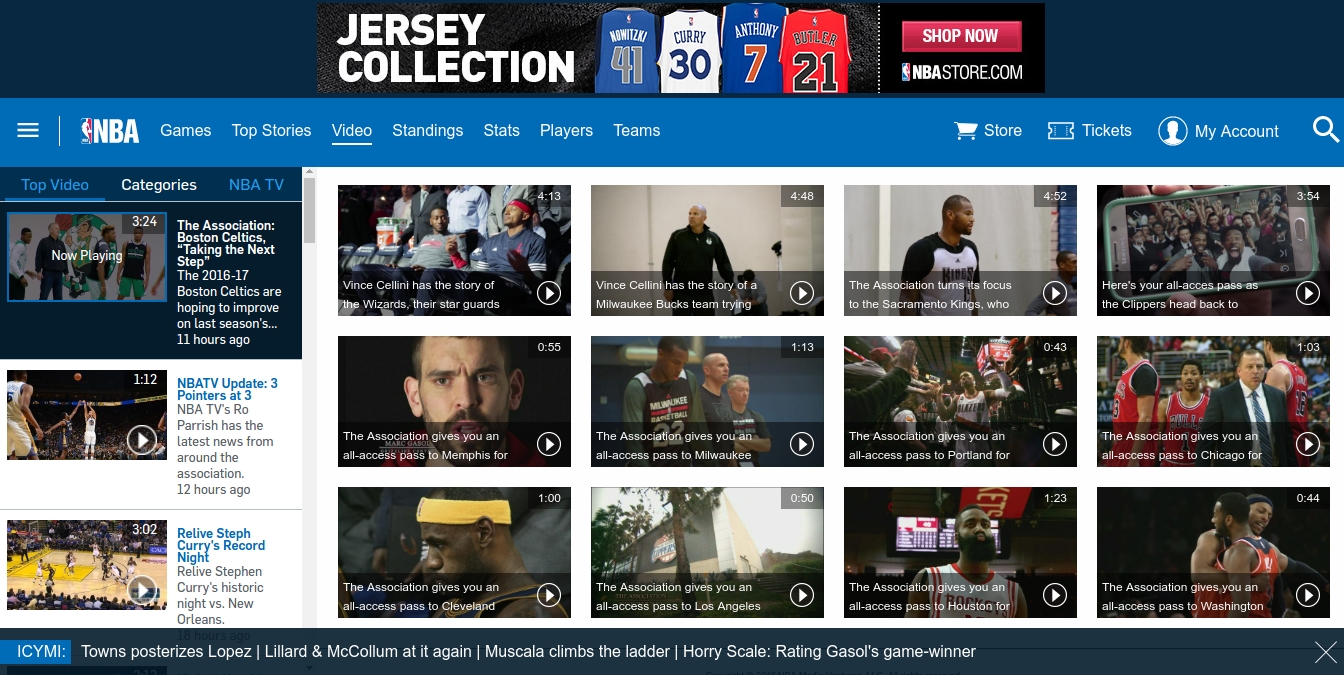 JERSEY
COLLECTION
NOWITZKI
41
CURRY
30
ANTHONY
7
BUTLER
21
SHOP NOW
NBASTORE.COM
NBA
Games
Top Stories
Video
Standings
Stats
Players
Teams
Store
Tickets
My Account
Top Video
Categories
NBA TV
3:24
Now Playing
The Association:
Boston Celtics,
“Taking the Next
Step”
The 2016-17
Boston Celtics are
hoping to improve
on last season's...
11 hours ago
1:12
NBATV Update: 3
Pointers at 3
NBA TV's Ro
Parrish has the
latest news from
around the
association.
12 hours ago
3:02
Relive Steph
Curry's Record
Night
Relive Stephen
Curry's historic
night vs. New
Orleans.
18 hours ago
4:13
Vince Cellini has the story of
the Wizards, their star guards
4:48
Vince Cellini has the story of a
Milwaukee Bucks team trying
4:52
KINGS
The Association turns its focus
to the Sacramento Kings, who
3:54
Here's your all-acces pass as
the Clippers head back to
0:55
MARC GASOL
The Association gives you an
all-access pass to Memphis for
1:13
MILWAUKEE
BASKETBALL
22
The Association gives you an
all-access pass to Milwaukee
0:43
BLAZERS
The Association gives you an
all-access pass to Portland for
1:03
BULLS
The Association gives you an
all-access pass to Chicago for
1:00
The Association gives you an
all-access pass to Cleveland
0:50
CLIPPERS
The Association gives you an
all-access pass to Los Angeles
1:23
ROCKETS
The Association gives you an
all-access pass to Houston for
0:44
The Association gives you an
all-access pass to Washington
ICYMI:
Towns posterizes Lopez | Lillard & McCollum at it again | Muscala climbs the ladder | Horry Scale: Rating Gasol's game-winner